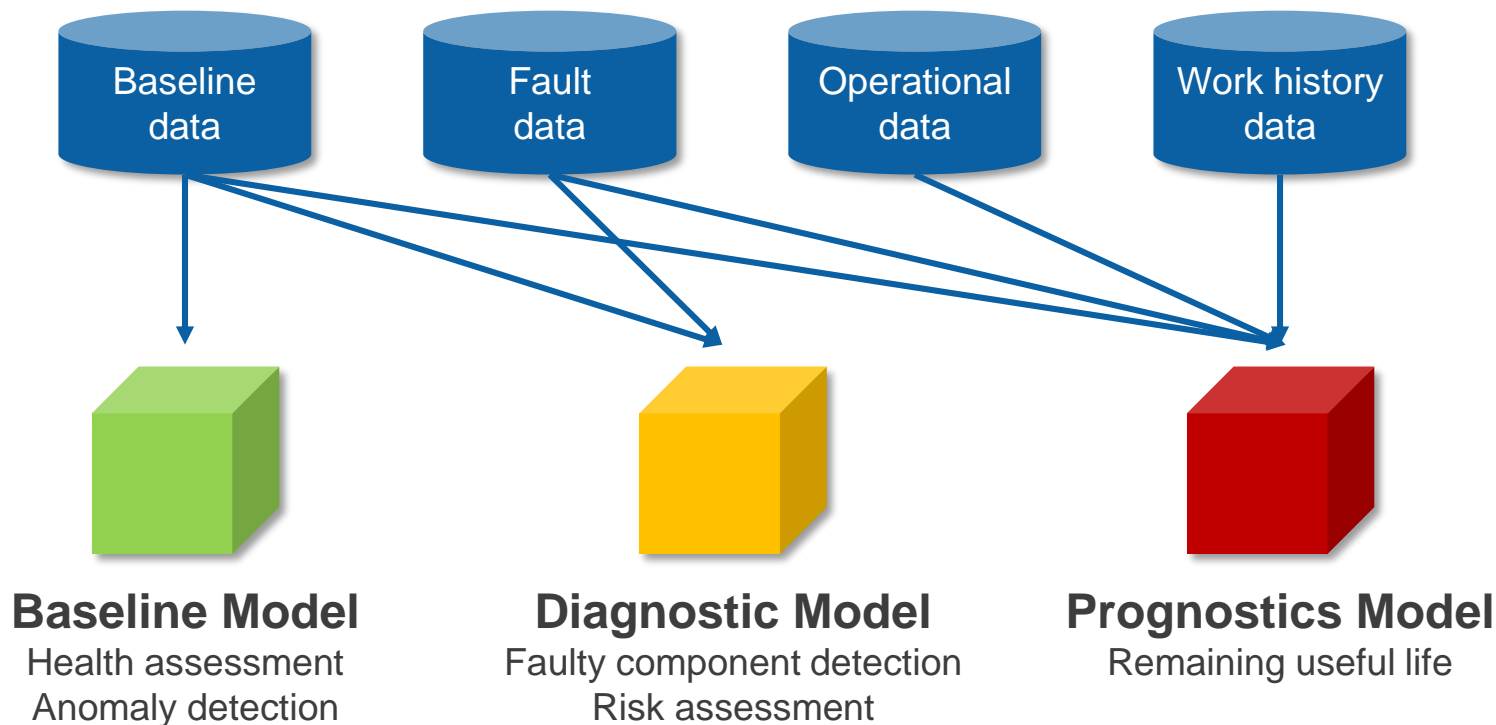 Baseline
data
Fault
data
Operational
data
Work history
data
Baseline Model
Health assessment
Anomaly detection
Diagnostic Model
Faulty component detection
Risk assessment
Prognostics Model
Remaining useful life